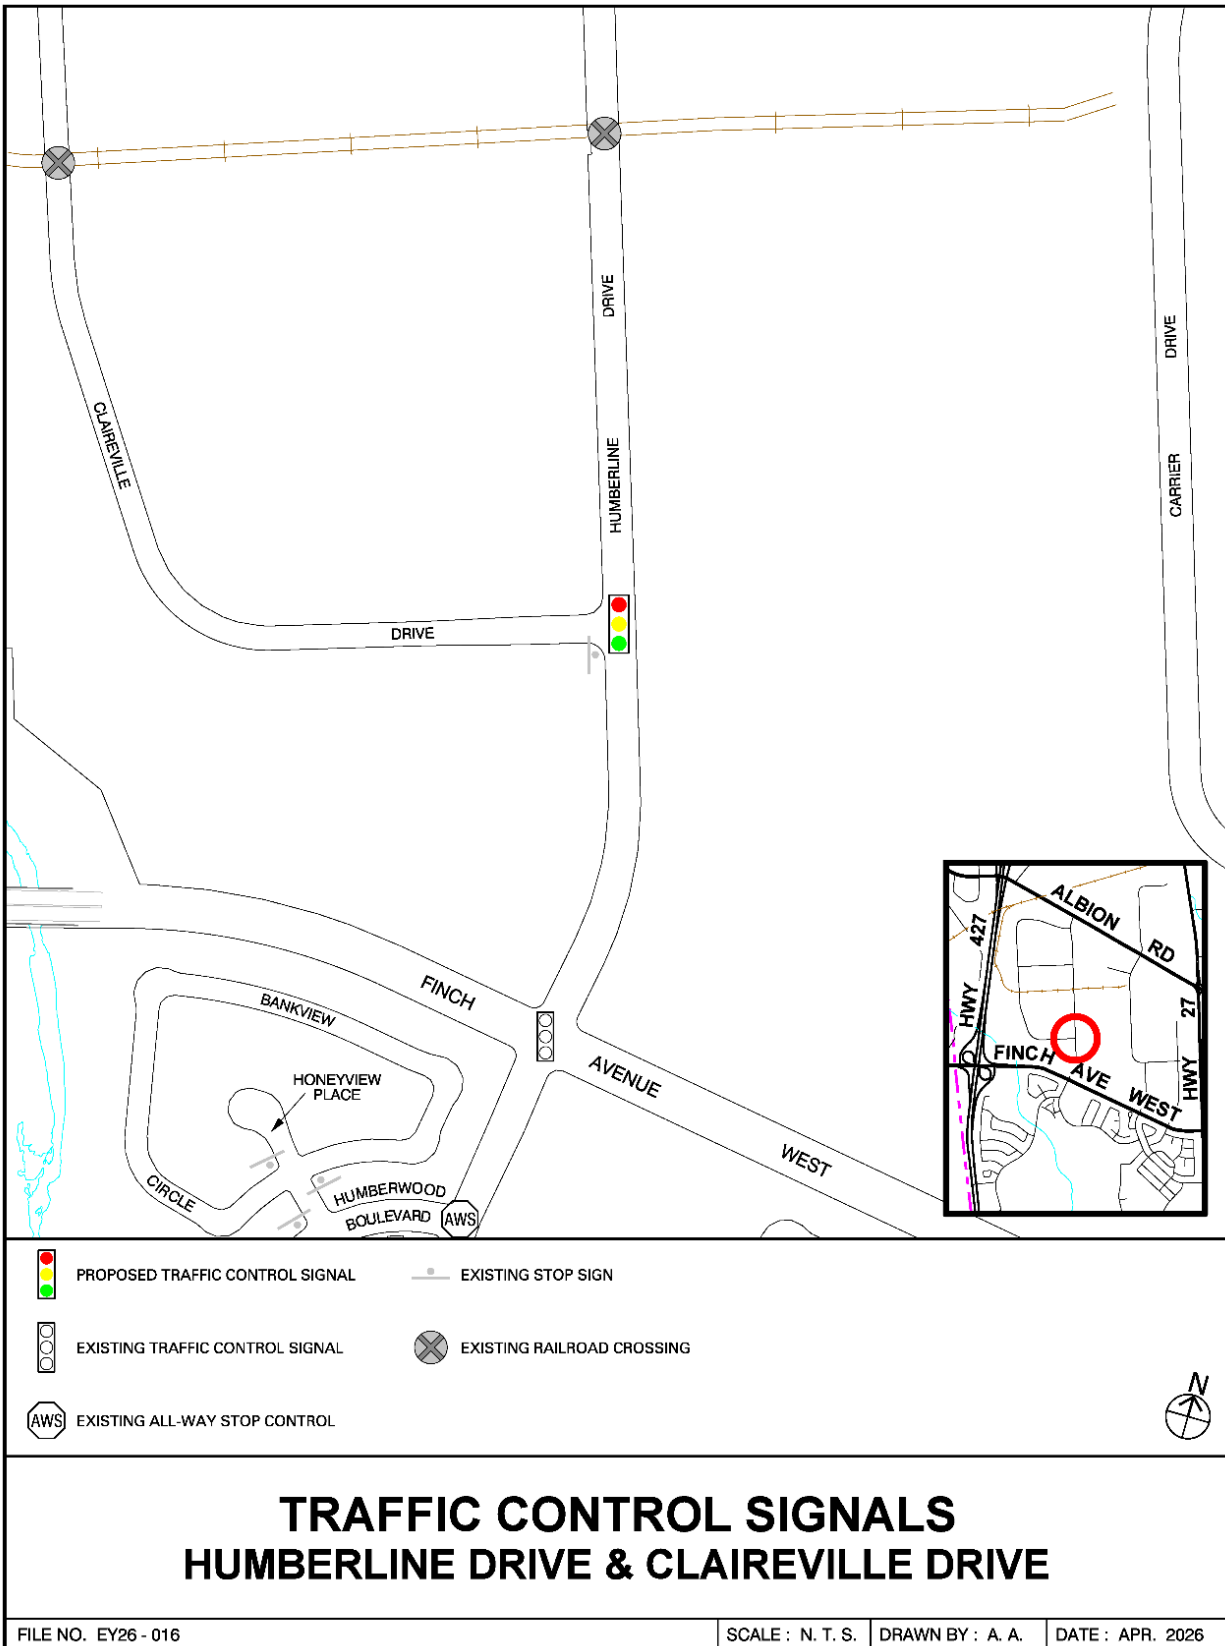 DRIVE
HUMBERLINE
DRIVE
CARRIER
CLAIREVILLE
DRIVE
FINCH
AVENUE
WEST
BANKVIEW
CIRCLE
HONEYVIEW
PLACE
HUMBERWOOD
BOULEVARD
AWS
ALBION
RD
HWY 427
27
HWY
FINCH
AVE
WEST
PROPOSED TRAFFIC CONTROL SIGNAL
EXISTING STOP SIGN
EXISTING TRAFFIC CONTROL SIGNAL
EXISTING RAILROAD CROSSING
AWS
EXISTING ALL-WAY STOP CONTROL
N
TRAFFIC CONTROL SIGNALS
HUMBERLINE DRIVE & CLAIREVILLE DRIVE
FILE NO. EY26 - 016
SCALE : N. T. S.
DRAWN BY : A. A.
DATE : APR. 2026